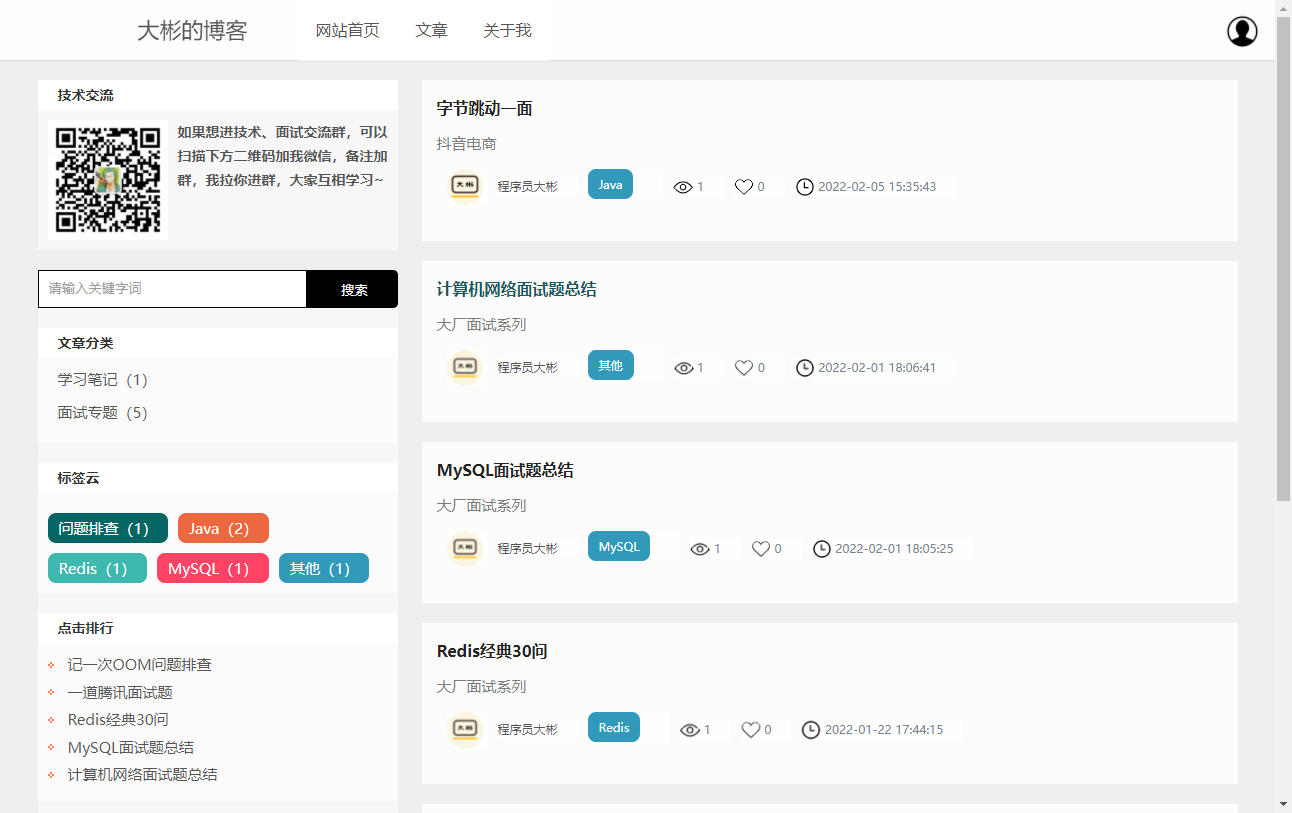 大彬的博客
网站首页
文章
关于我
技术交流
如果想进技术、面试交流群，可以
扫描下方二维码加我微信，备注加
群，我拉你进群，大家互相学习~
请输入关键字词
搜索
文章分类
学习笔记（1）
面试专题（5）
标签云
问题排查（1）
Java（2）
Redis（1）
MySQL（1）
其他（1）
点击排行
记一次OOM问题排查
一道腾讯面试题
Redis经典30问
MySQL面试题总结
计算机网络面试题总结
字节跳动一面
抖音电商
大彬 程序员大彬 Java 1 0 2022-02-05 15:35:43
计算机网络面试题总结
大厂面试系列
大彬 程序员大彬 其他 1 0 2022-02-01 18:06:41
MySQL面试题总结
大厂面试系列
大彬 程序员大彬 MySQL 1 0 2022-02-01 18:05:25
Redis经典30问
大厂面试系列
大彬 程序员大彬 Redis 1 0 2022-01-22 17:44:15